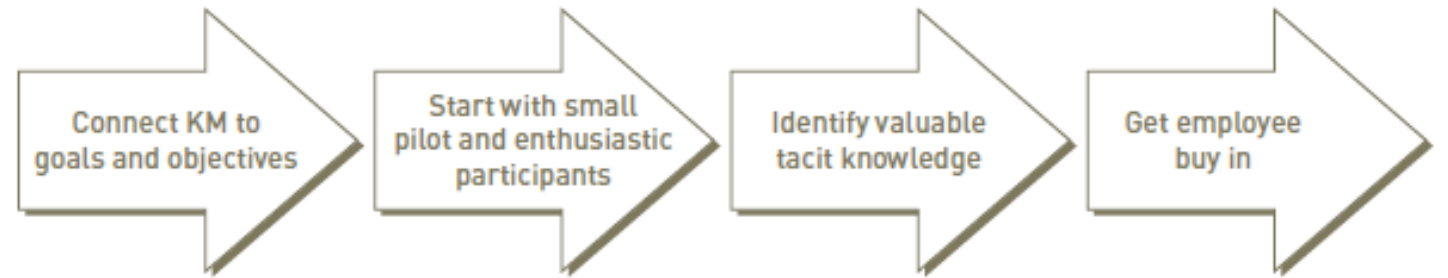 Connect KM to
goals and objectives
Start with small
pilot and enthusiastic
participants
Identify valuable
tacit knowledge
Get employee
buy in